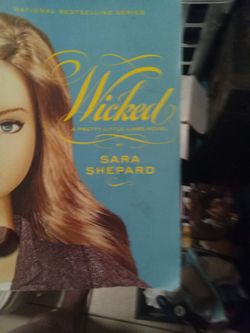 NATIONAL BESTSELLING SERIES
Wicked
A PRETTY LITTLE LIARS NOVEL
BY
SARA
SHEPARD